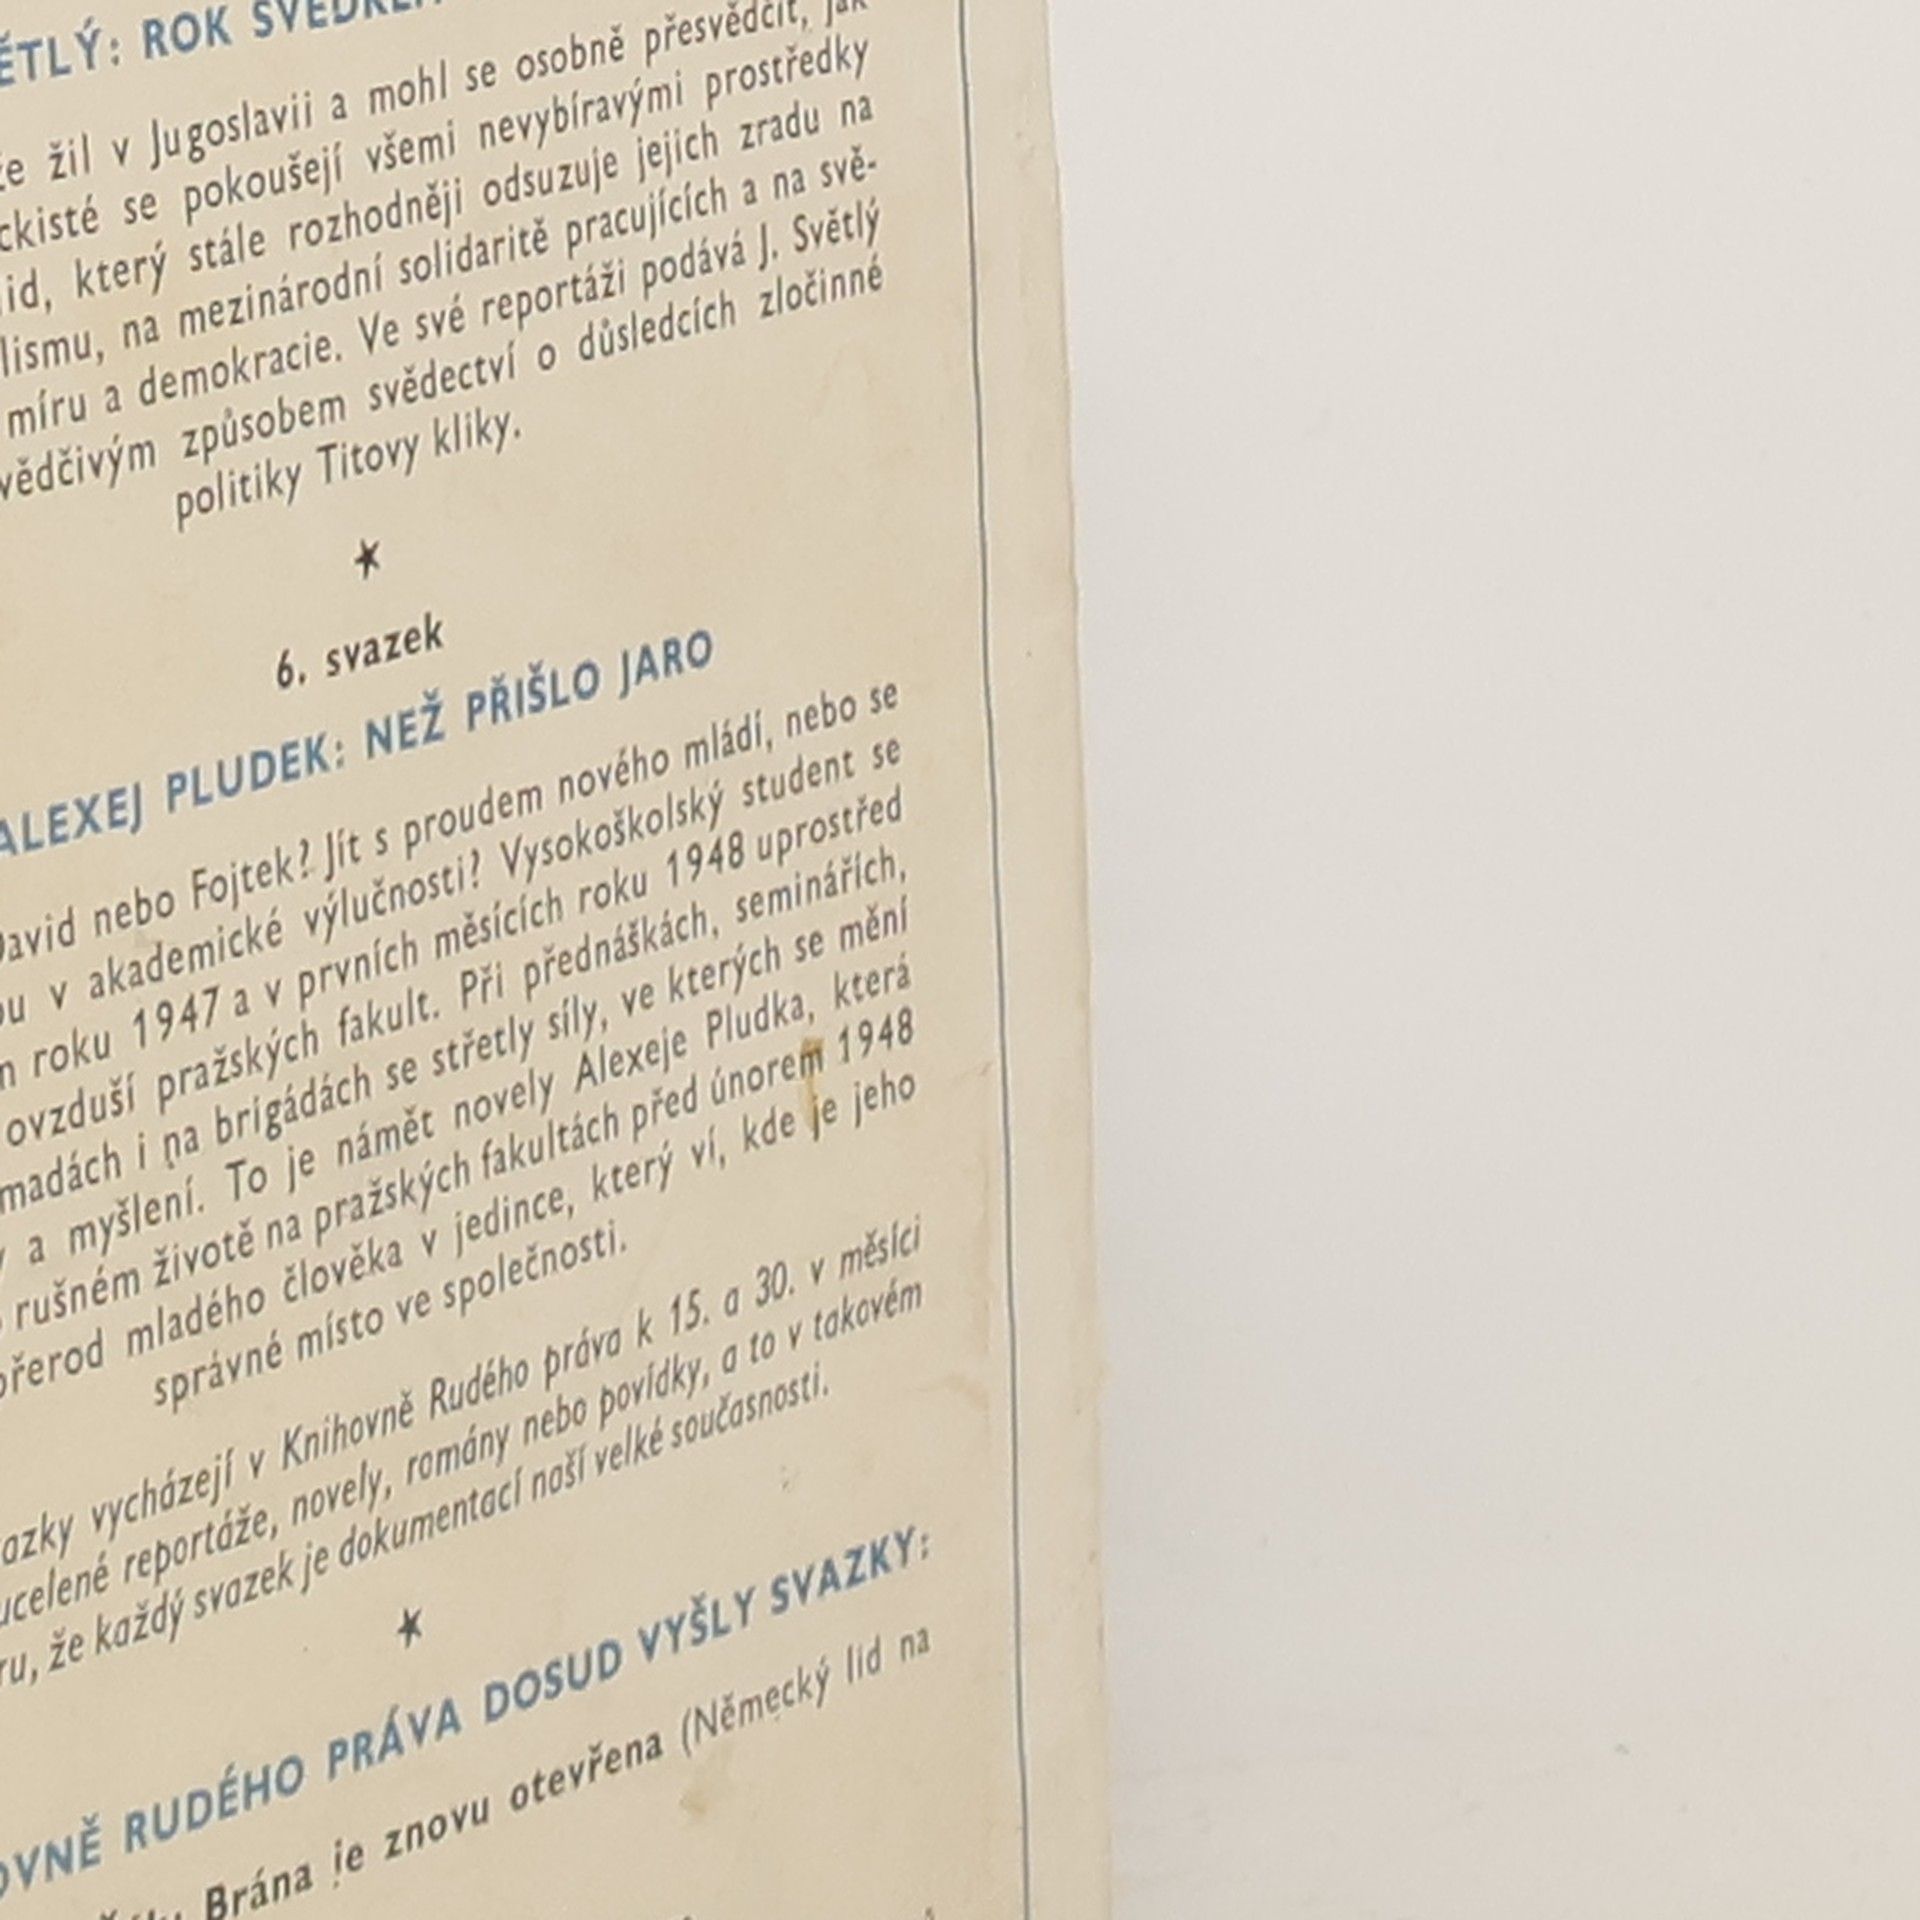 ĚTLÝ: ROK SVĚDKEM
že žil v Jugoslavii a mohl se osobně přesvědčit, jak
ckisté se pokoušejí všemi nevybíravými prostředky
lid, který stále rozhodněji odsuzuje jejich zradu na
lismu, na mezinárodní solidaritě pracujících a na svě-
míru a demokracie. Ve své reportáži podává J. Světlý
vědčivým způsobem svědectví o důsledcích zločinné
politiky Titovy kliky.
*
6. svazek
ALEXEJ PLUDEK: NEŽ PŘIŠLO JARO
David nebo Fojtek? Jít s proudem nového mládí, nebo se
ou v akademické výlučnosti? Vysokoškolský student se
m roku 1947 a v prvních měsících roku 1948 uprostřed
ovzduší pražských fakult. Při přednáškách, seminářích,
madách i na brigádách se střetly síly, ve kterých se mění
y a myšlení. To je námět novely Alexeje Pludka, která
rušném životě na pražských fakultách před únorem 1948
přerod mladého člověka v jedince, který ví, kde je jeho
správné místo ve společnosti.
azky vycházejí v Knihovně Rudého práva k 15. a 30. v měsíci
ucelené reportáže, novely, romány nebo povídky, a to v takovém
ru, že každý svazek je dokumentací naší velké současnosti.
*
OVNĚ RUDÉHO PRÁVA DOSUD VYŠLY SVAZKY:
Brána je znovu otevřena (Německý lid na